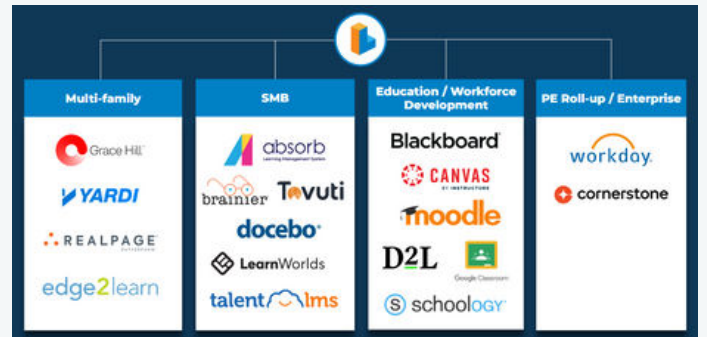 Multi-family
Grace Hill
YARDI
REALPAGE
edge2learn
SMB
absorb
Learning Management System
brainier
Tovuti
docebo
LearnWorlds
talentlms
Education / Workforce
Development
Blackboard
CANVAS
BY INSTRUCTURE
moodle
D2L
Google Classroom
S schoology
PE Roll-up / Enterprise
workday.
cornerstone